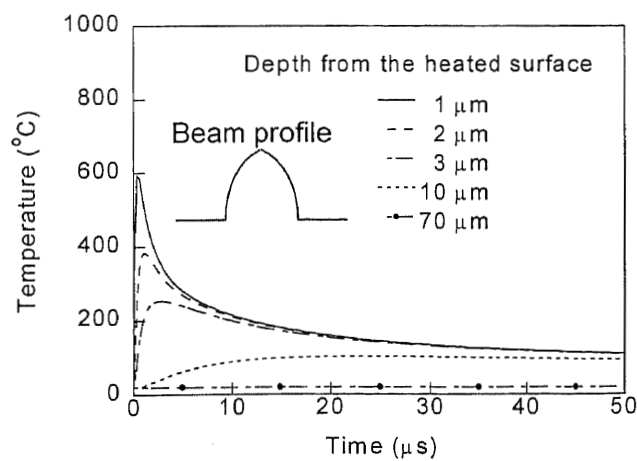 1000
800
600
400
200
0
Temperature (°C)
Depth from the heated surface
1 μm
2 μm
3 μm
10 μm
70 μm
Beam profile
0 10 20 30 40 50
Time (μs)